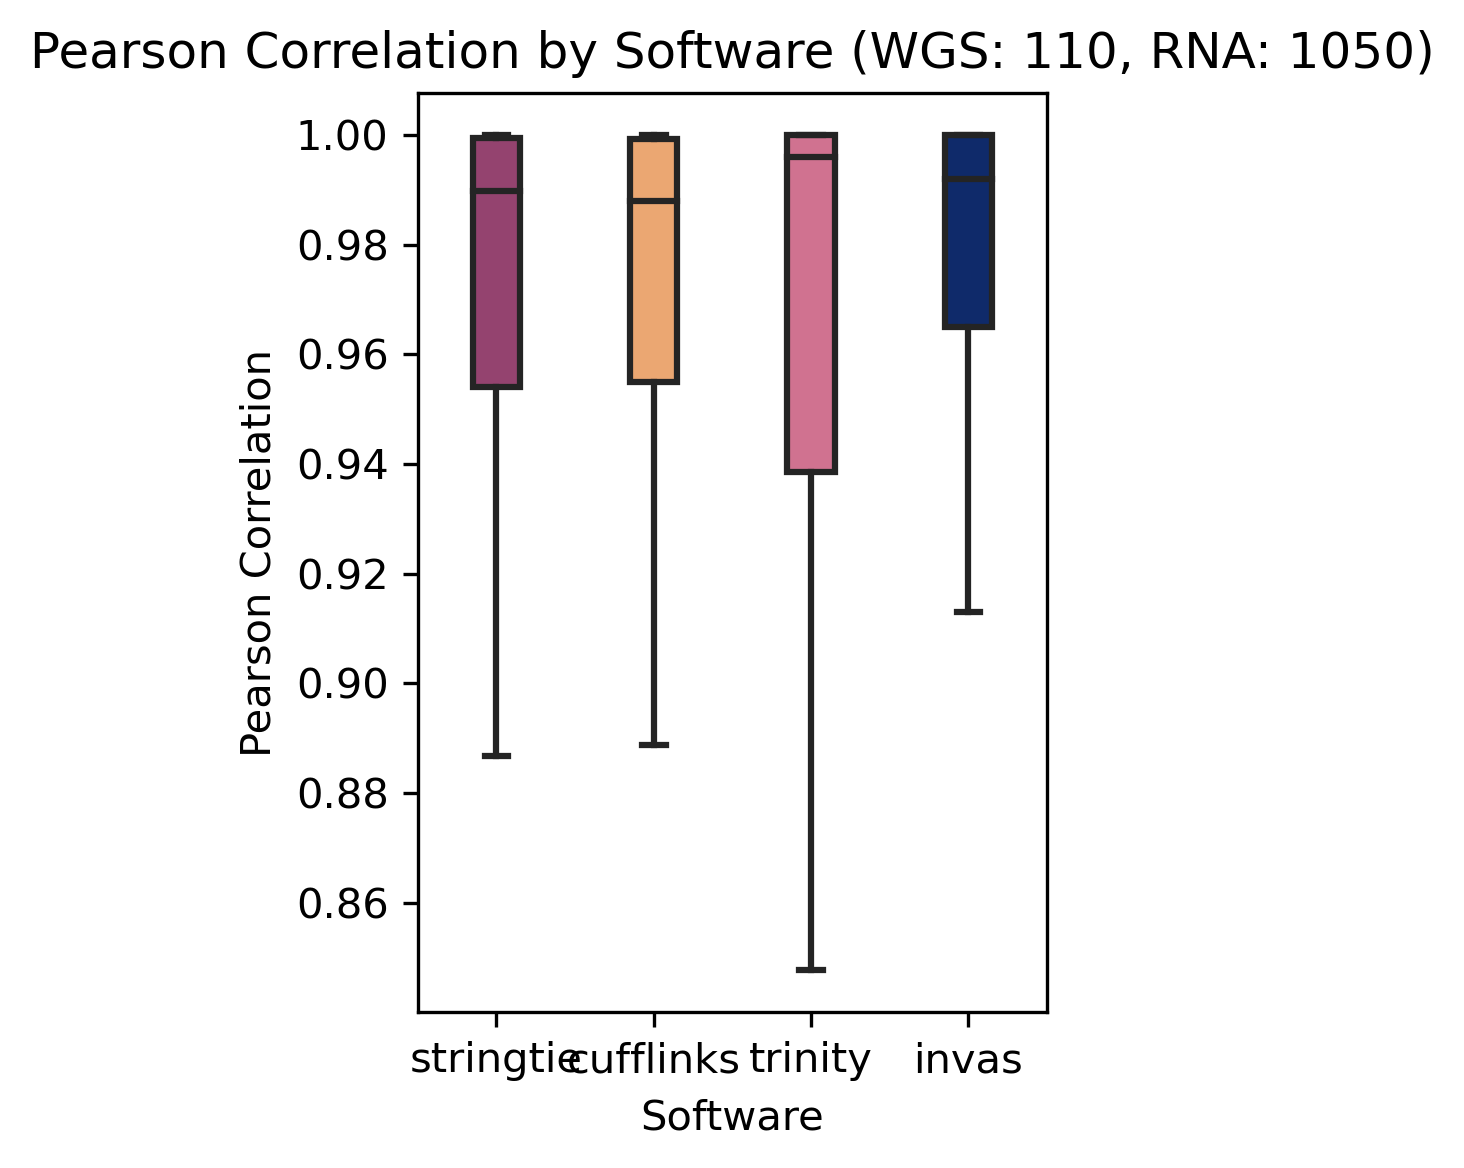 Pearson Correlation by Software (WGS: 110, RNA: 1050)
Pearson Correlation
1.00
0.98
0.96
0.94
0.92
0.90
0.88
0.86
stringtie cufflinks trinity invas
Software